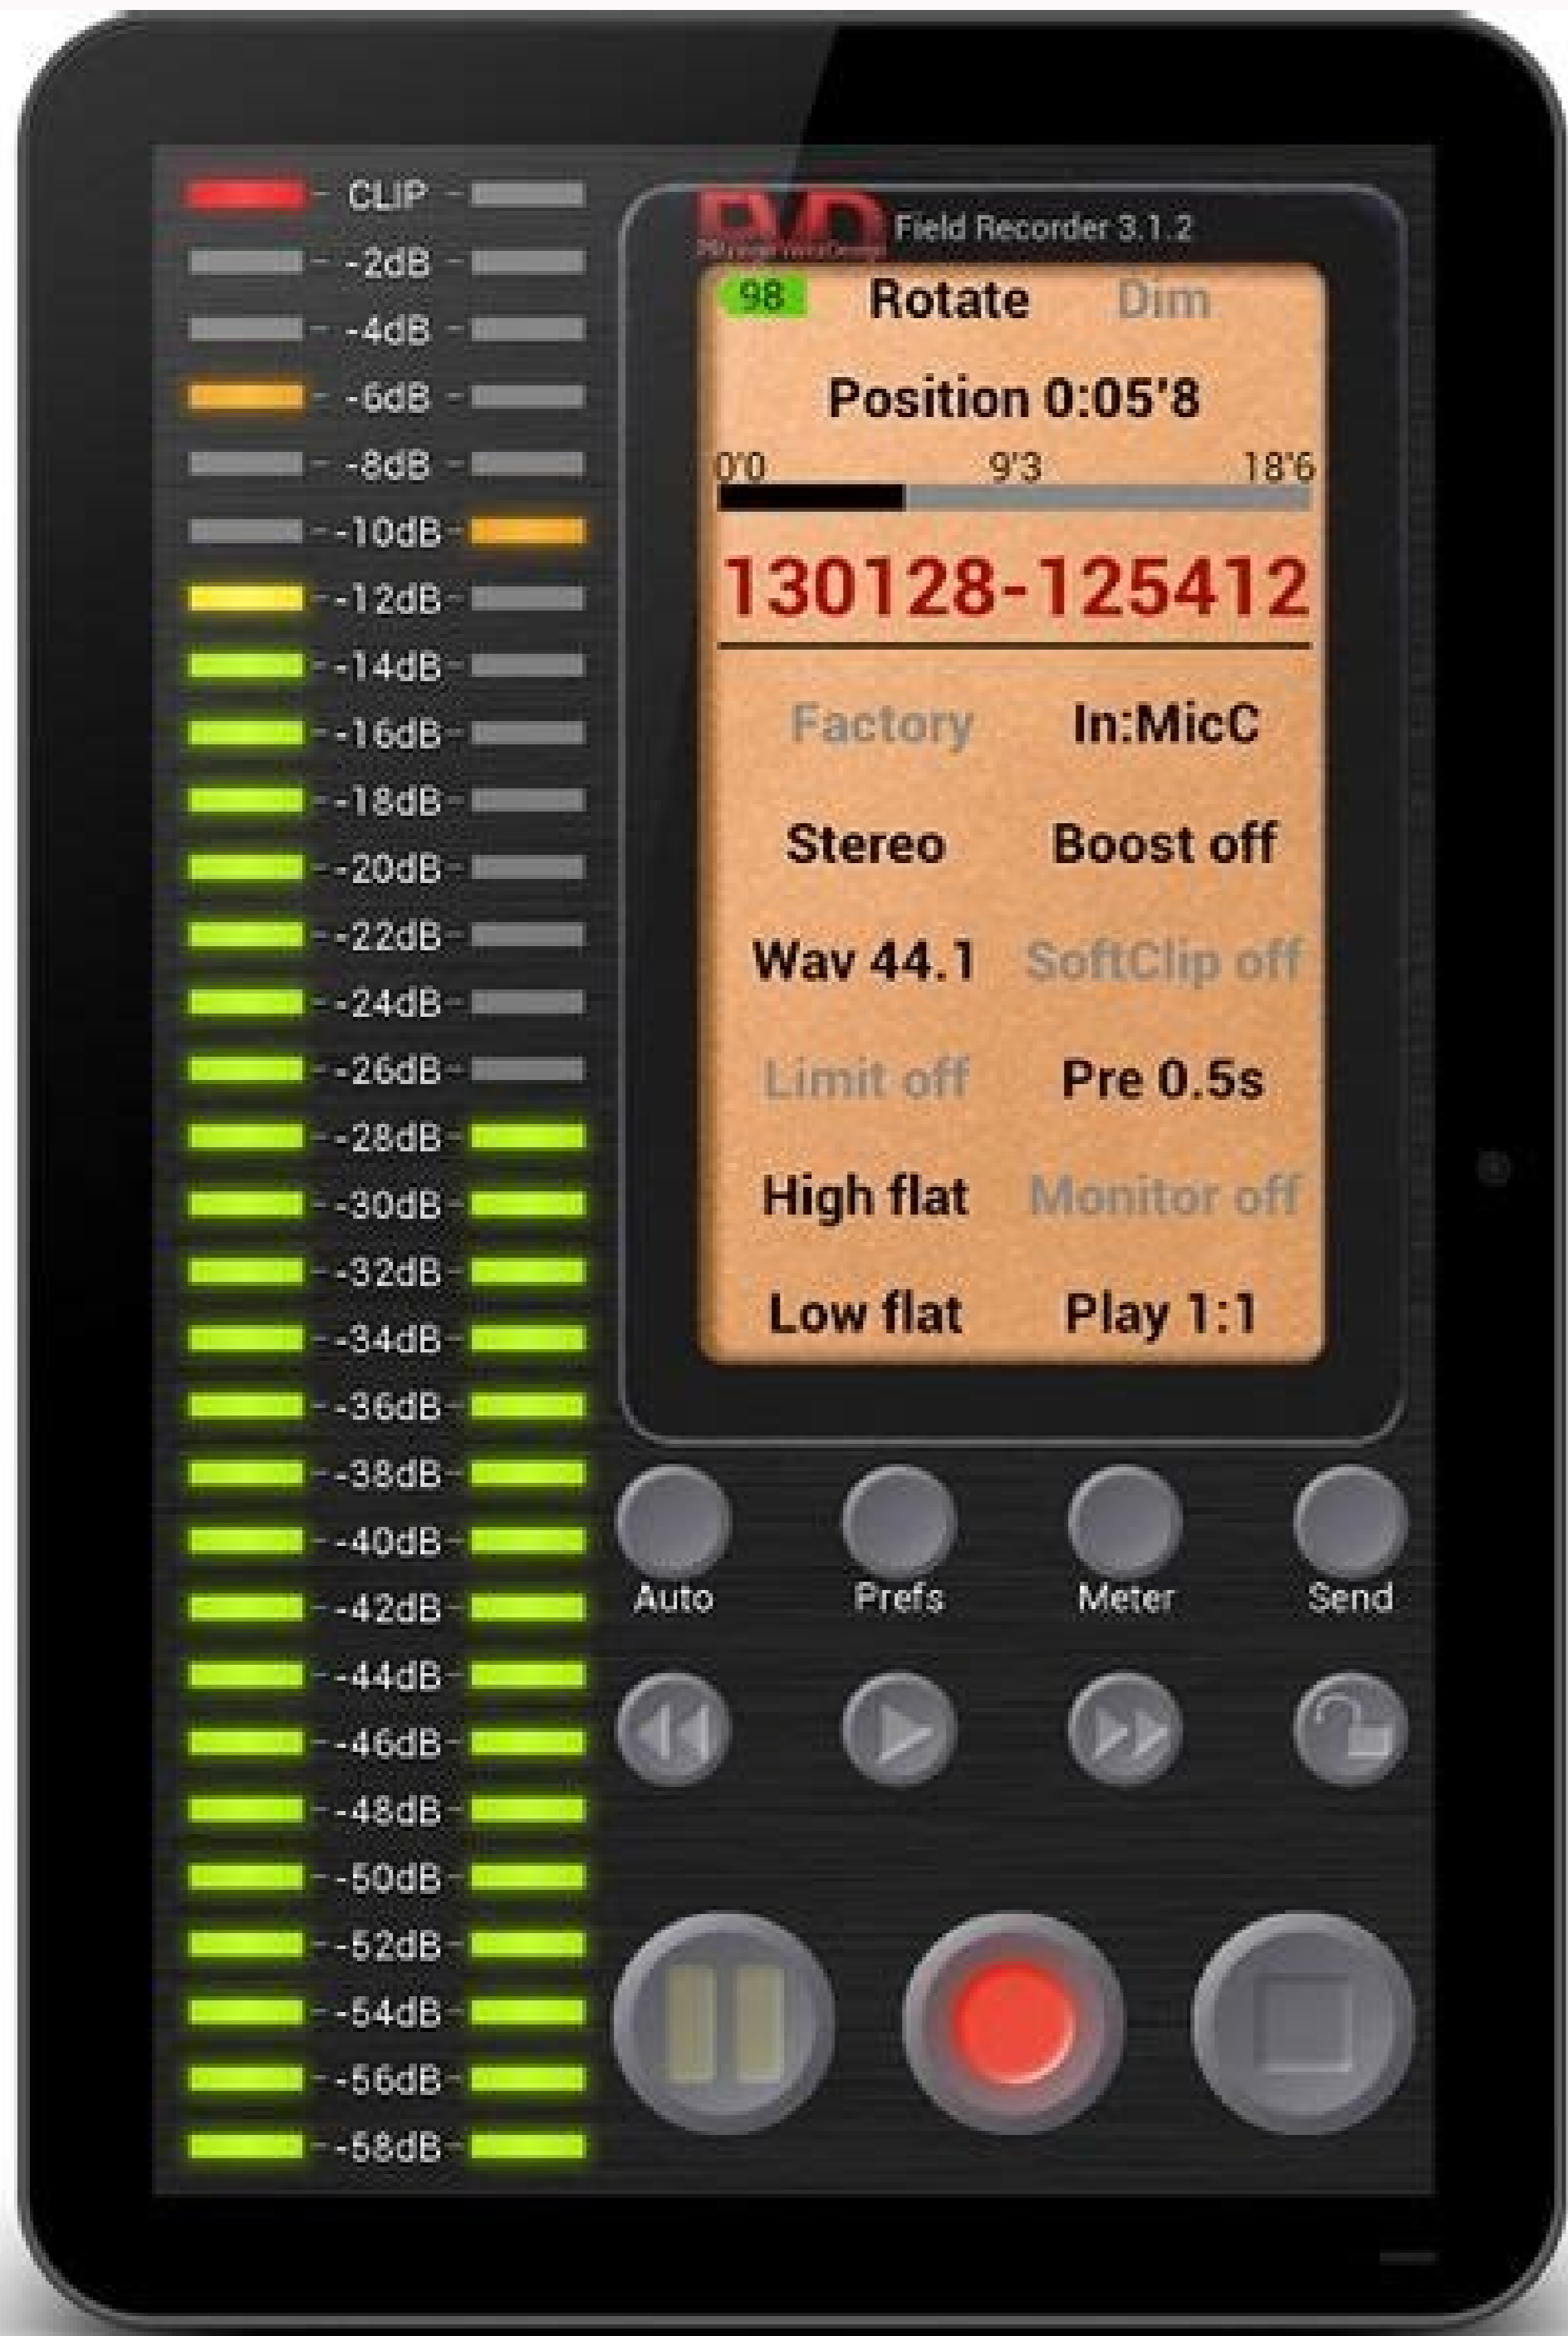 CLIP
-2dB
-4dB
-6dB
-8dB
-10dB
-12dB
-14dB
-16dB
-18dB
-20dB
-22dB
-24dB
-26dB
-28dB
-30dB
-32dB
-34dB
-36dB
-38dB
-40dB
-42dB
-44dB
-46dB
-48dB
-50dB
-52dB
-54dB
-56dB
-58dB
Field Recorder 3.1.2
98 Rotate Dim
Position 0:05'8
0'0 9'3 18'6
130128-125412
Factory In:MicC
Stereo Boost off
Wav 44.1 SoftClip off
Limit off Pre 0.5s
High flat Monitor off
Low flat Play 1:1
Auto Prefs Meter Send